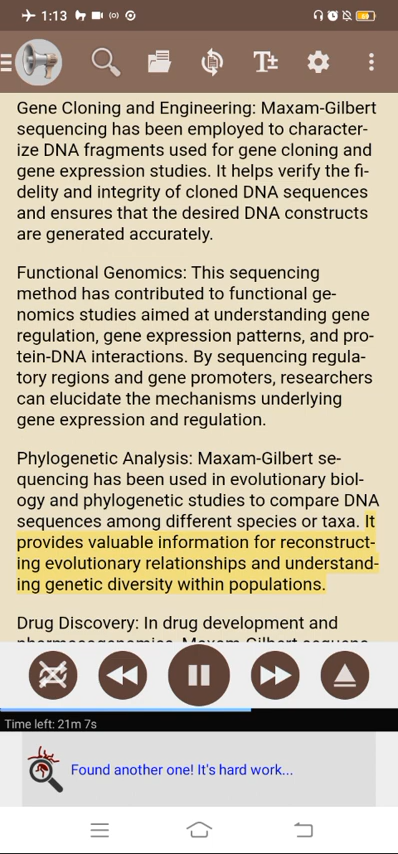 1:13
T±
Gene Cloning and Engineering: Maxam-Gilbert
sequencing has been employed to character-
ize DNA fragments used for gene cloning and
gene expression studies. It helps verify the fi-
delity and integrity of cloned DNA sequences
and ensures that the desired DNA constructs
are generated accurately.
Functional Genomics: This sequencing
method has contributed to functional ge-
nomics studies aimed at understanding gene
regulation, gene expression patterns, and pro-
tein-DNA interactions. By sequencing regula-
tory regions and gene promoters, researchers
can elucidate the mechanisms underlying
gene expression and regulation.
Phylogenetic Analysis: Maxam-Gilbert se-
quencing has been used in evolutionary biol-
ogy and phylogenetic studies to compare DNA
sequences among different species or taxa. It
provides valuable information for reconstruct-
ing evolutionary relationships and understand-
ing genetic diversity within populations.
Drug Discovery: In drug development and
pharmacogenomics, Maxam-Gilbert sequenc-
Time left: 21m 7s
Found another one! It's hard work...